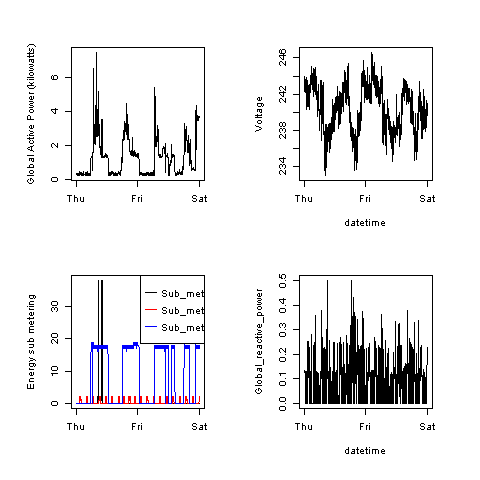 Global Active Power (kilowatts)
0 2 4 6
Thu Fri Sat
Voltage
234 238 242 246
Thu Fri Sat
datetime
Energy sub metering
0 10 20 30
Sub_met
Sub_met
Sub_met
Thu Fri Sat
Global_reactive_power
0.0 0.1 0.2 0.3 0.4 0.5
Thu Fri Sat
datetime